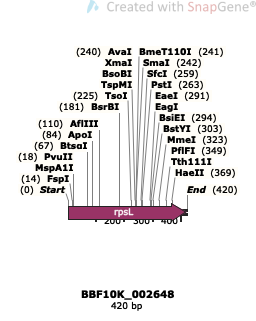 Created with SnapGene®
(240) AvaI BmeT110I (241)
XmaI SmaI (242)
BsoBI SfcI (259)
TspMI PstI (263)
(225) TsoI EaeI (291)
(181) BsrBI EagI
BsiEI (294)
(110) AflIII BstYI (303)
(84) ApoI MmeI (323)
(67) BtsαI PflFI (349)
(18) PvuII Tth111I
MspA1I HaeII (369)
(14) FspI
(0) Start End (420)
rpsL
200 300 400
BBF10K_002648
420 bp